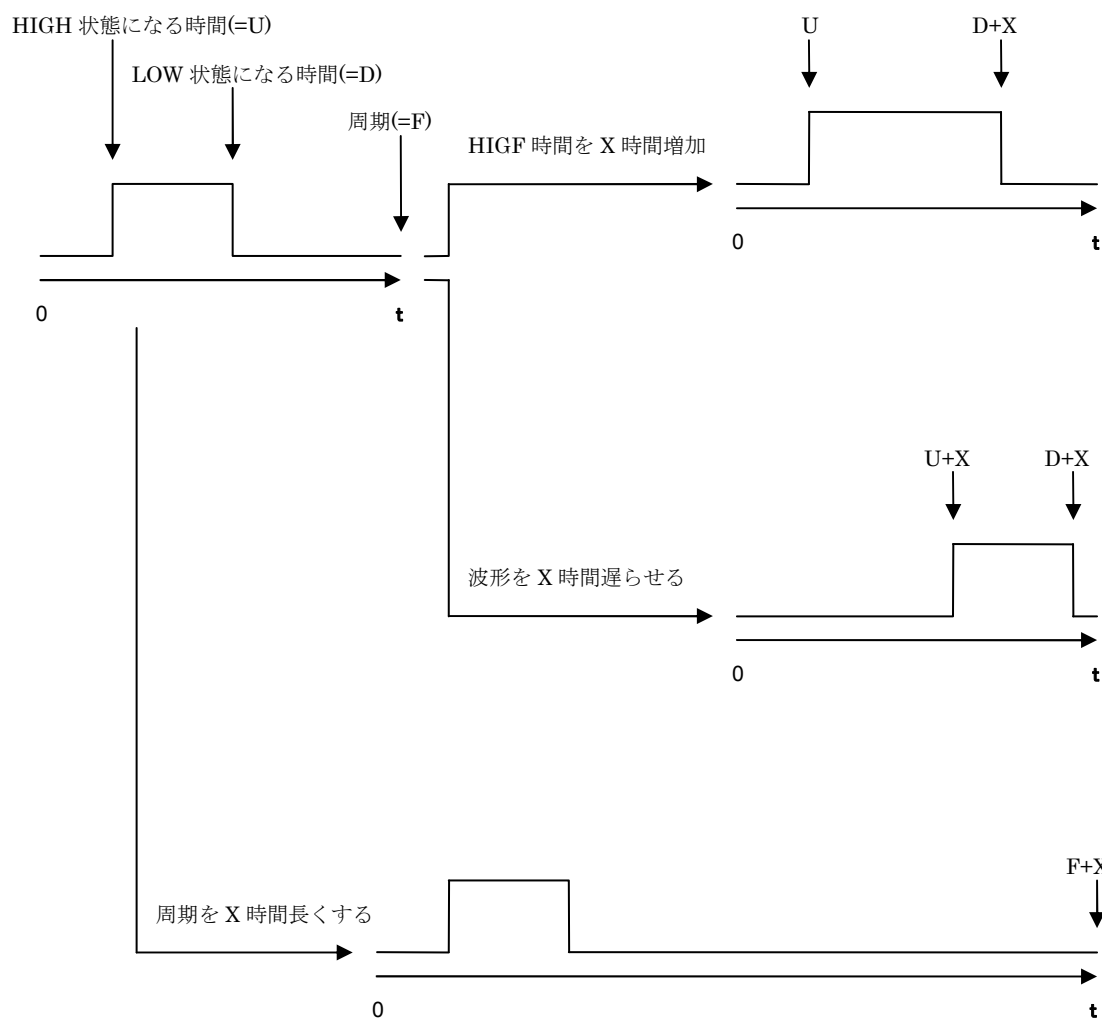 HIGH 状態になる時間(=U)
LOW 状態になる時間(=D)
周期(=F)
0
t
HIGF 時間を X 時間増加
U
D+X
0
t
波形を X 時間遅らせる
U+X
D+X
0
t
周期を X 時間長くする
F+X
0
t